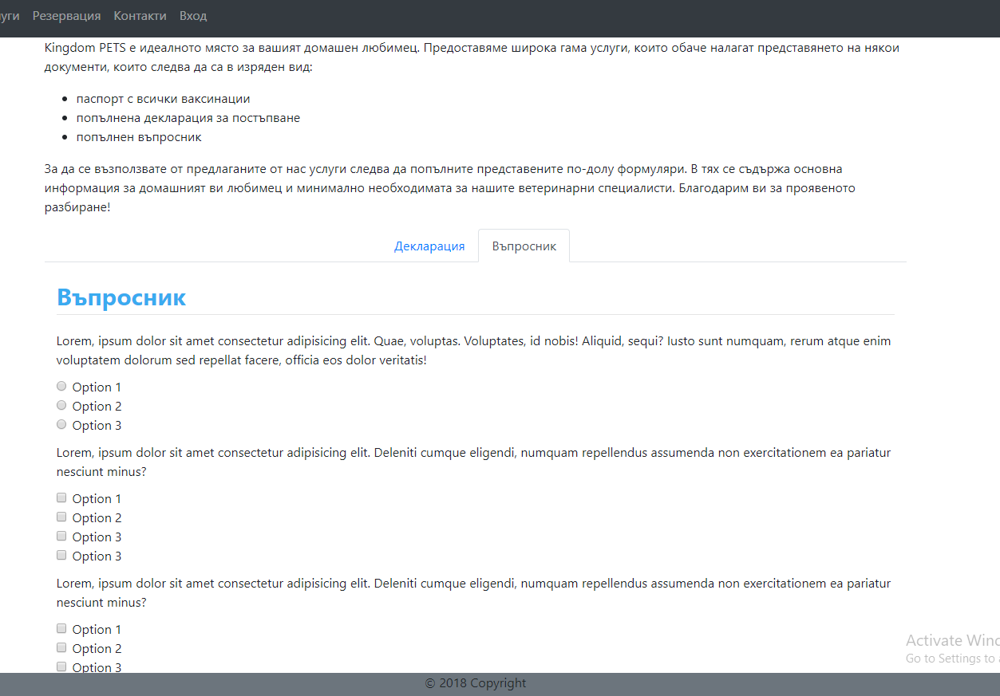 Резервация Контакти Вход
Kingdom PETS е идеалното място за вашият домашен любимец. Предоставяме широка гама услуги, които обаче налагат представянето на някои
документи, които следва да са в изряден вид:
паспорт с всички ваксинации
попълнена декларация за постъпване
попълнен въпросник
За да се възползвате от предлаганите от нас услуги следва да попълните представените по-долу формуляри. В тях се съдържа основна
информация за домашният ви любимец и минимално необходимата за нашите ветеринарни специалисти. Благодарим ви за проявеното
разбиране!
Декларация Въпросник
Въпросник
Lorem, ipsum dolor sit amet consectetur adipisicing elit. Quae, voluptas. Voluptates, id nobis! Aliquid, sequi? Iusto sunt numquam, rerum atque enim
voluptatem dolorum sed repellat facere, officia eos dolor veritatis!
Option 1
Option 2
Option 3
Lorem, ipsum dolor sit amet consectetur adipisicing elit. Deleniti cumque eligendi, numquam repellendus assumenda non exercitationem ea pariatur
nesciunt minus?
Option 1
Option 2
Option 3
Option 3
Lorem, ipsum dolor sit amet consectetur adipisicing elit. Deleniti cumque eligendi, numquam repellendus assumenda non exercitationem ea pariatur
nesciunt minus?
Option 1
Option 2
Option 3
Activate
Go to Settings to
© 2018 Copyright